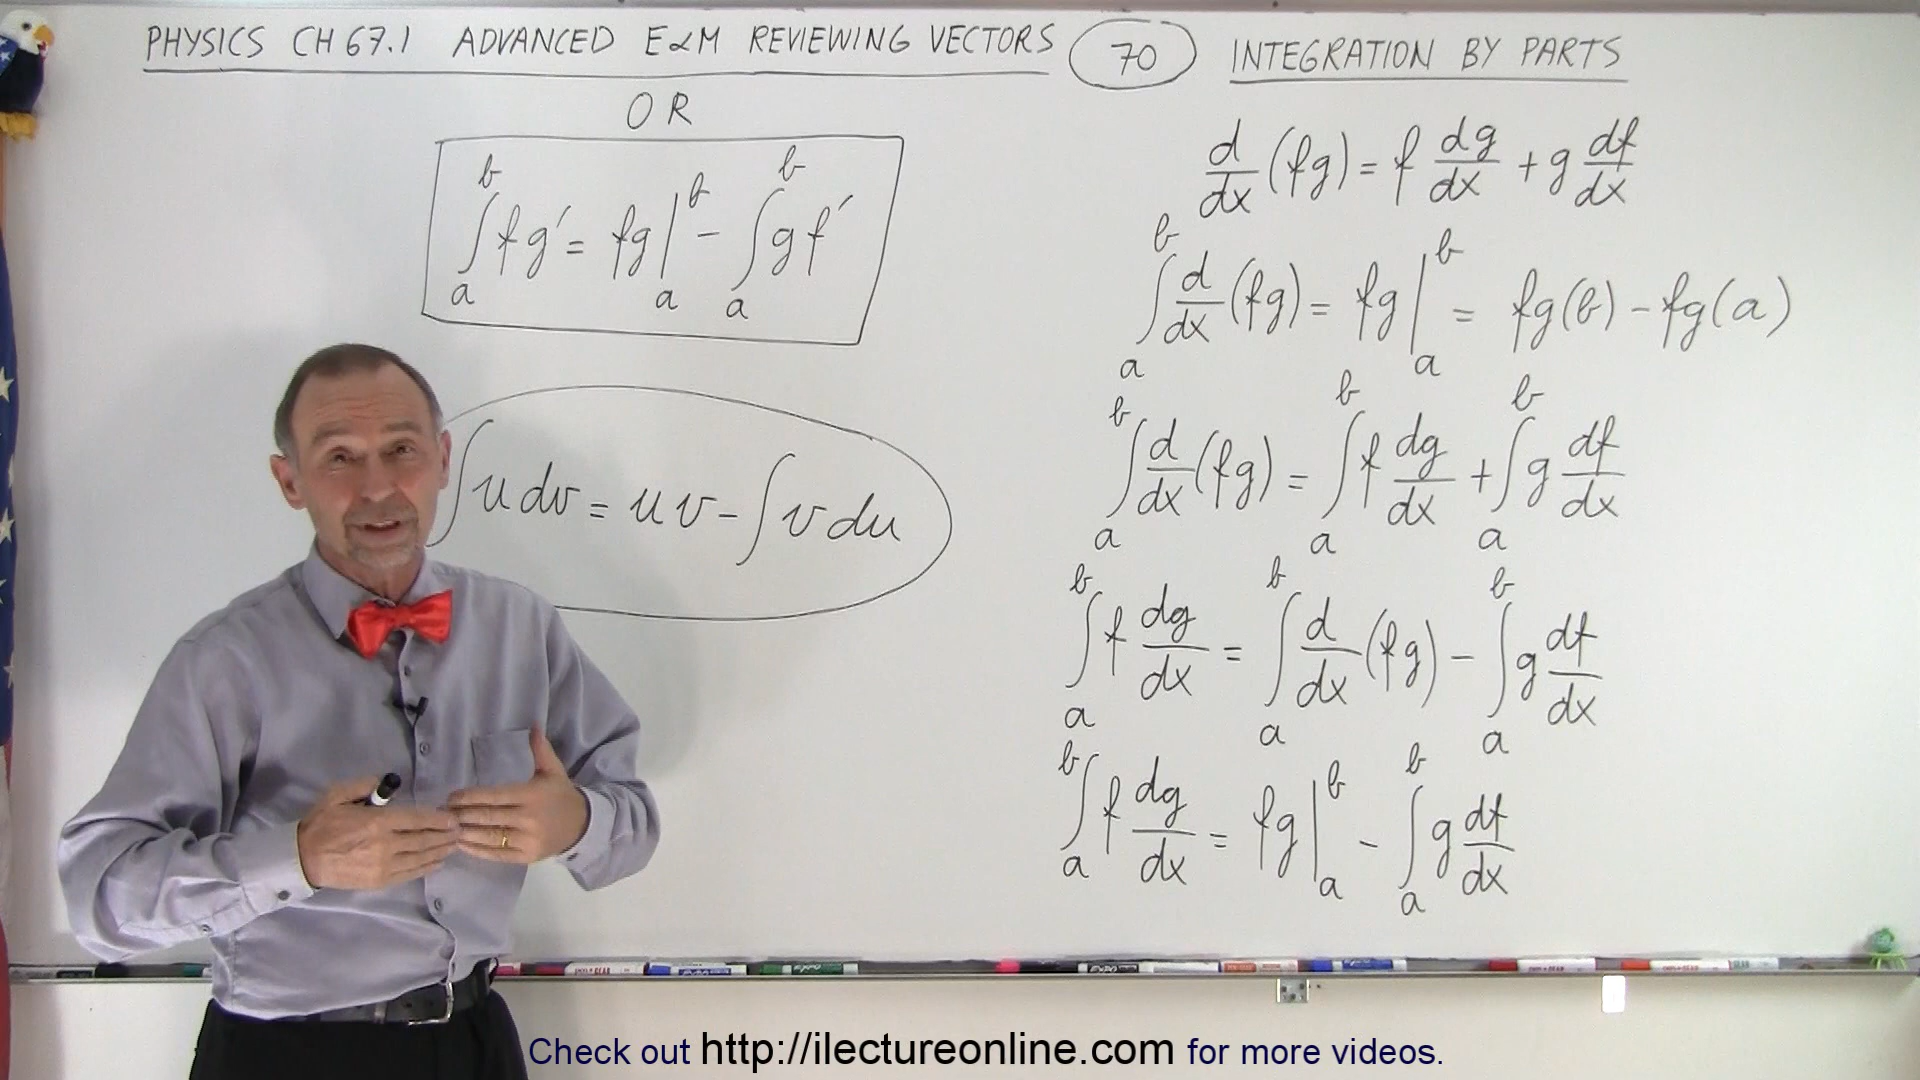 PHYSICS CH 67.1 ADVANCED E&M REVIEWING VECTORS 70 INTEGRATION BY PARTS
OR
∫_a^b fg' = fg|_a^b - ∫_a^b gf'
∫u dv = uv - ∫v du
d/dx (fg) = f dg/dx + g df/dx
∫_a^b d/dx (fg) = fg|_a^b = fg(b) - fg(a)
∫_a^b d/dx (fg) = ∫_a^b f dg/dx + ∫_a^b g df/dx
∫_a^b f dg/dx = ∫_a^b d/dx (fg) - ∫_a^b g df/dx
∫_a^b f dg/dx = fg|_a^b - ∫_a^b g df/dx
Check out http://ilectureonline.com for more videos.